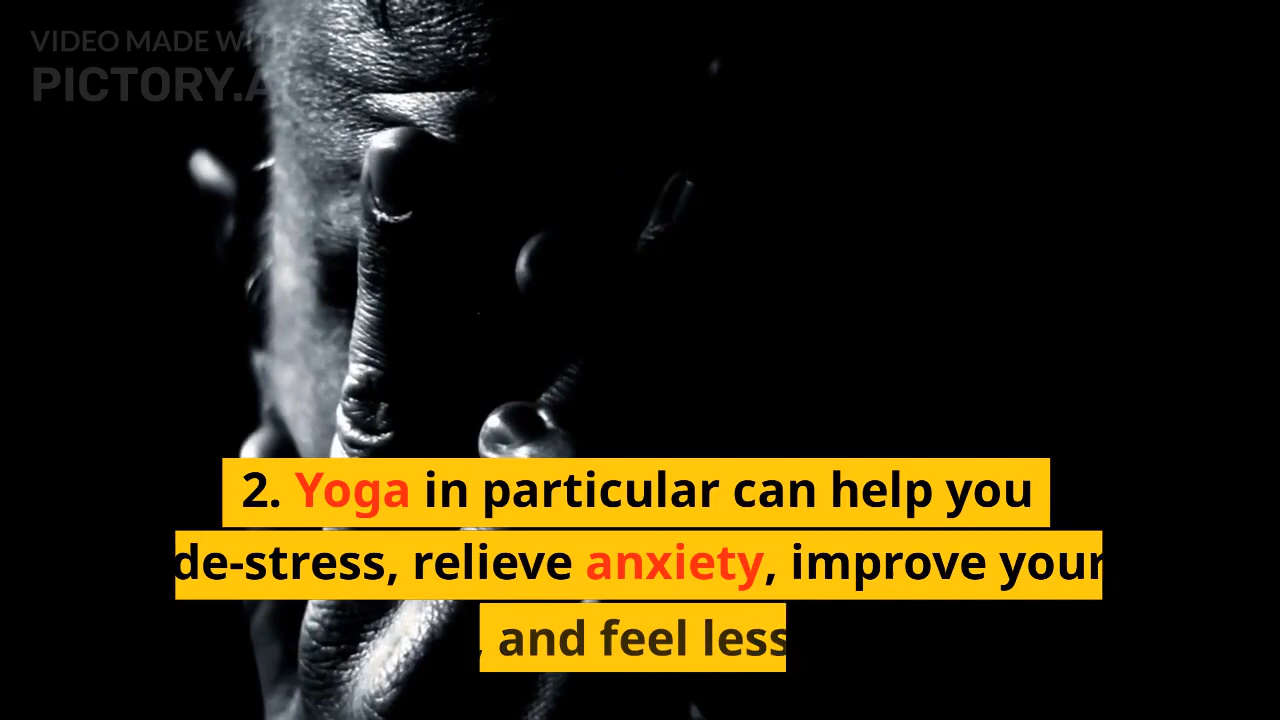 VIDEO MADE WITH
PICTORY.AI
2. Yoga in particular can help you
de-stress, relieve anxiety, improve your
, and feel less